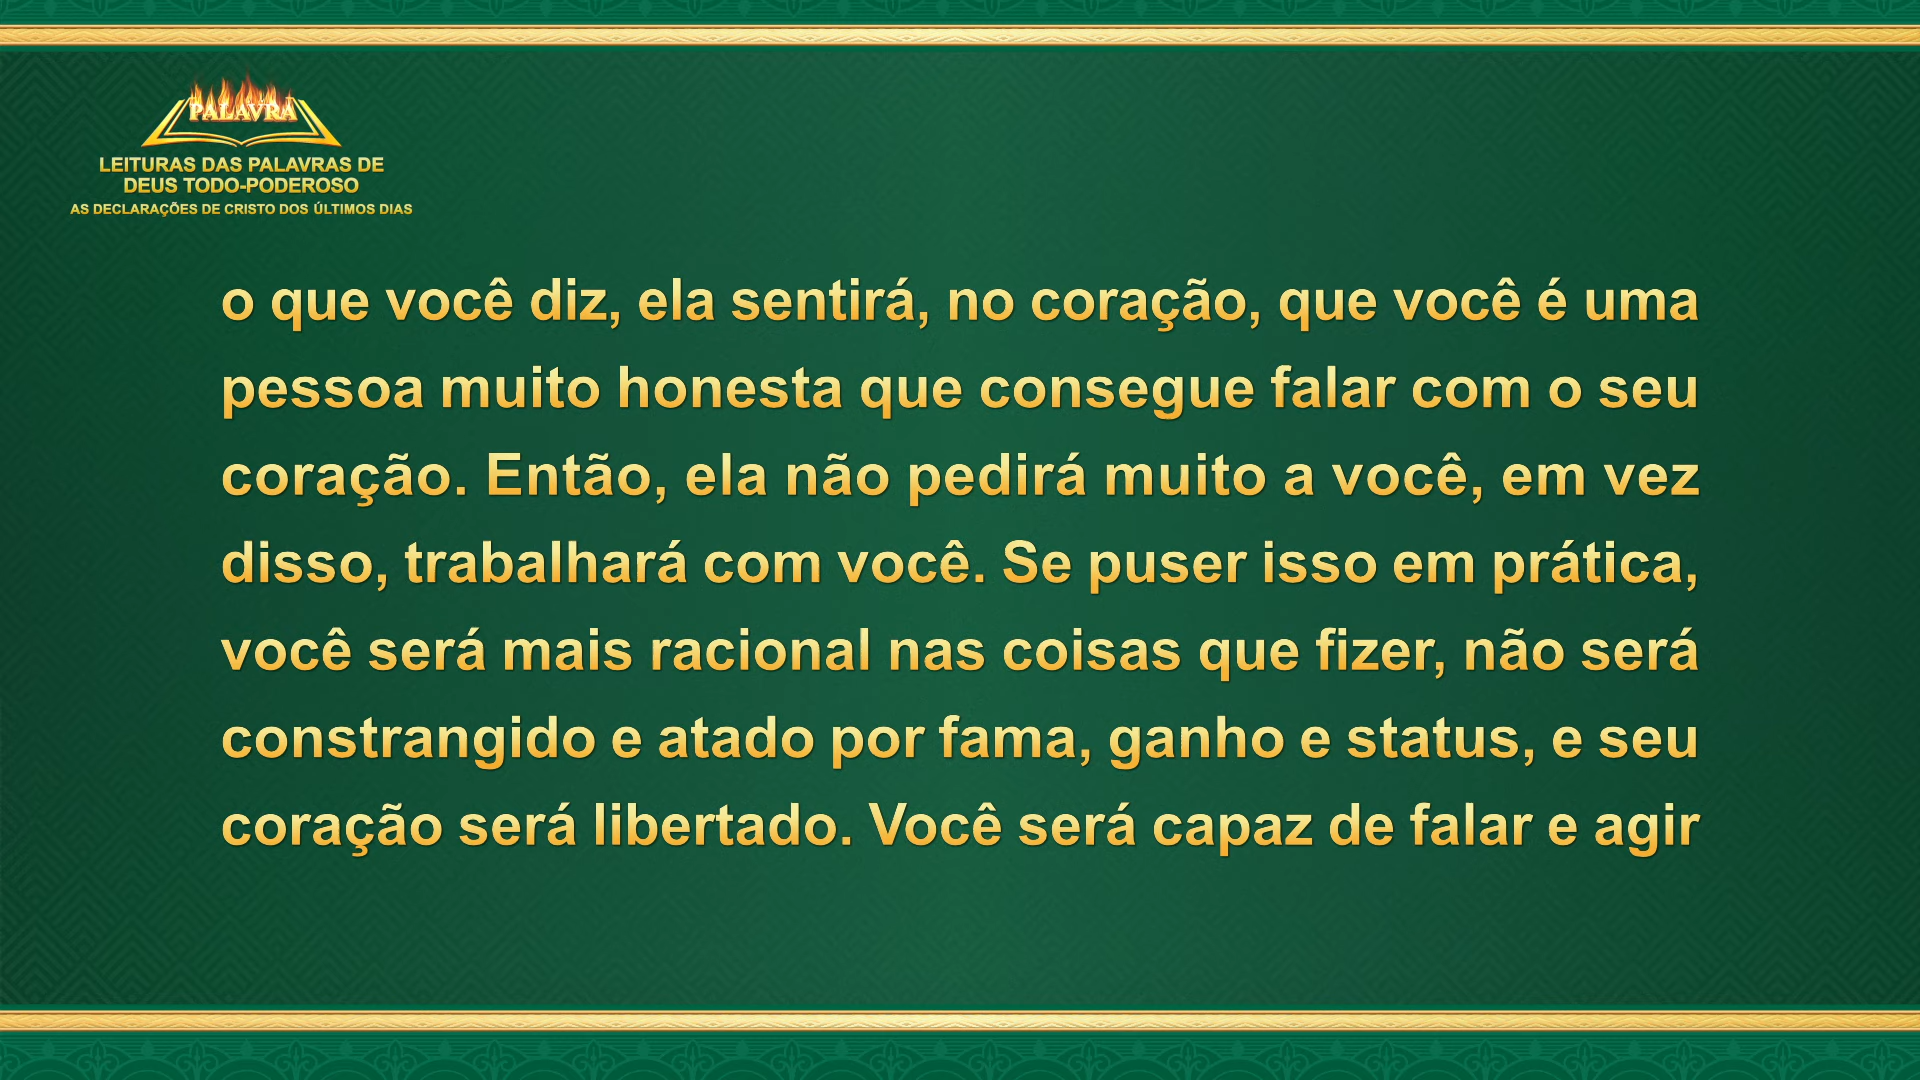 PALAVRA
LEITURAS DAS PALAVRAS DE
DEUS TODO-PODEROSO
AS DECLARAÇÕES DE CRISTO DOS ÚLTIMOS DIAS
o que você diz, ela sentirá, no coração, que você é uma
pessoa muito honesta que consegue falar com o seu
coração. Então, ela não pedirá muito a você, em vez
disso, trabalhará com você. Se puser isso em prática,
você será mais racional nas coisas que fizer, não será
constrangido e atado por fama, ganho e status, e seu
coração será libertado. Você será capaz de falar e agir